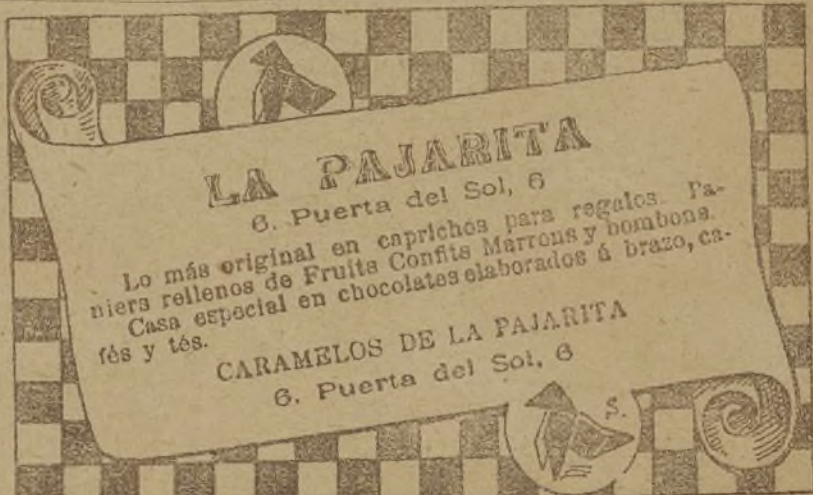 LA PAJARITA
6. Puerta del Sol, 6
Lo más original en caprichos para regalos. Pa-
niers rellenos de Fruits Confits Marrons y bombons.
Casa especial en chocolates elaborados á brazo, ca-
fés y tés.
CARAMELOS DE LA PAJARITA
6. Puerta del Sol, 6
S.